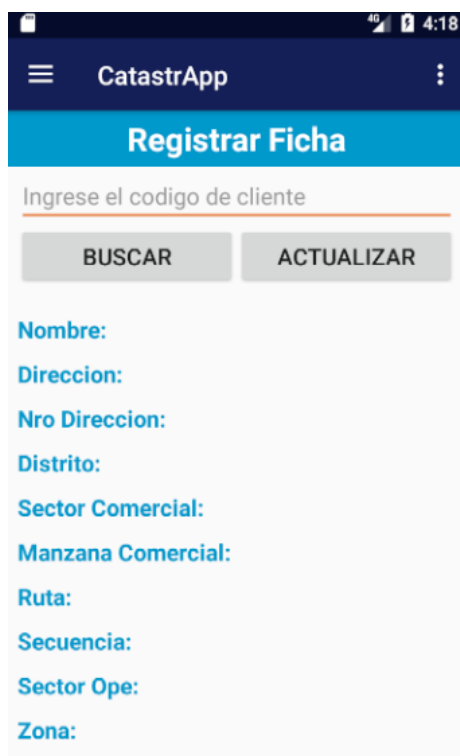 4G 4:18
CatastrApp
Registrar Ficha
Ingrese el codigo de cliente
BUSCAR ACTUALIZAR
Nombre:
Direccion:
Nro Direccion:
Distrito:
Sector Comercial:
Manzana Comercial:
Ruta:
Secuencia:
Sector Ope:
Zona: